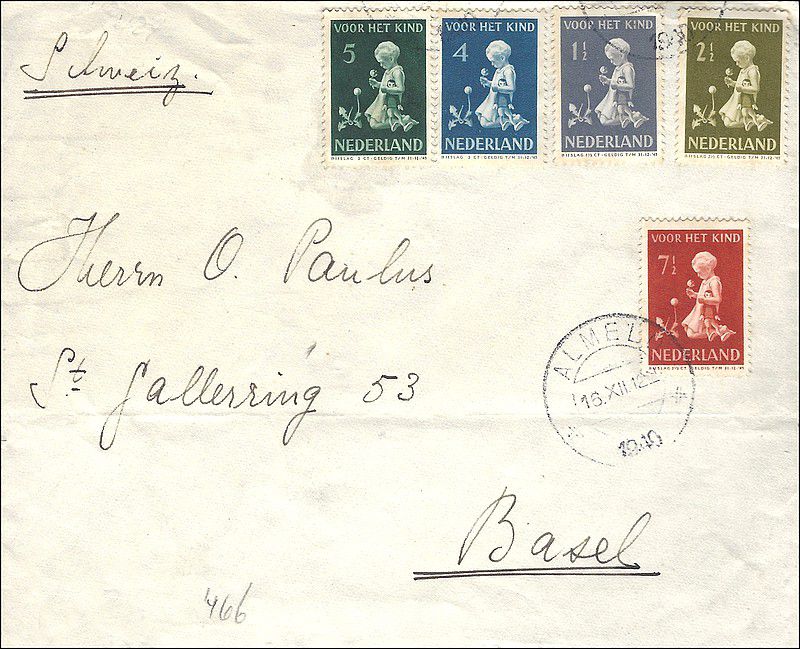 Schweiz.
VOOR HET KIND
5
NEDERLAND
VOOR HET KIND
4
NEDERLAND
VOOR HET KIND
1½
NEDERLAND
VOOR HET KIND
2½
NEDERLAND
VOOR HET KIND
7½
NEDERLAND
Herrn O. Paulus
St Gallerring 53
Basel
ALMEL
16.XII.12
1940
466